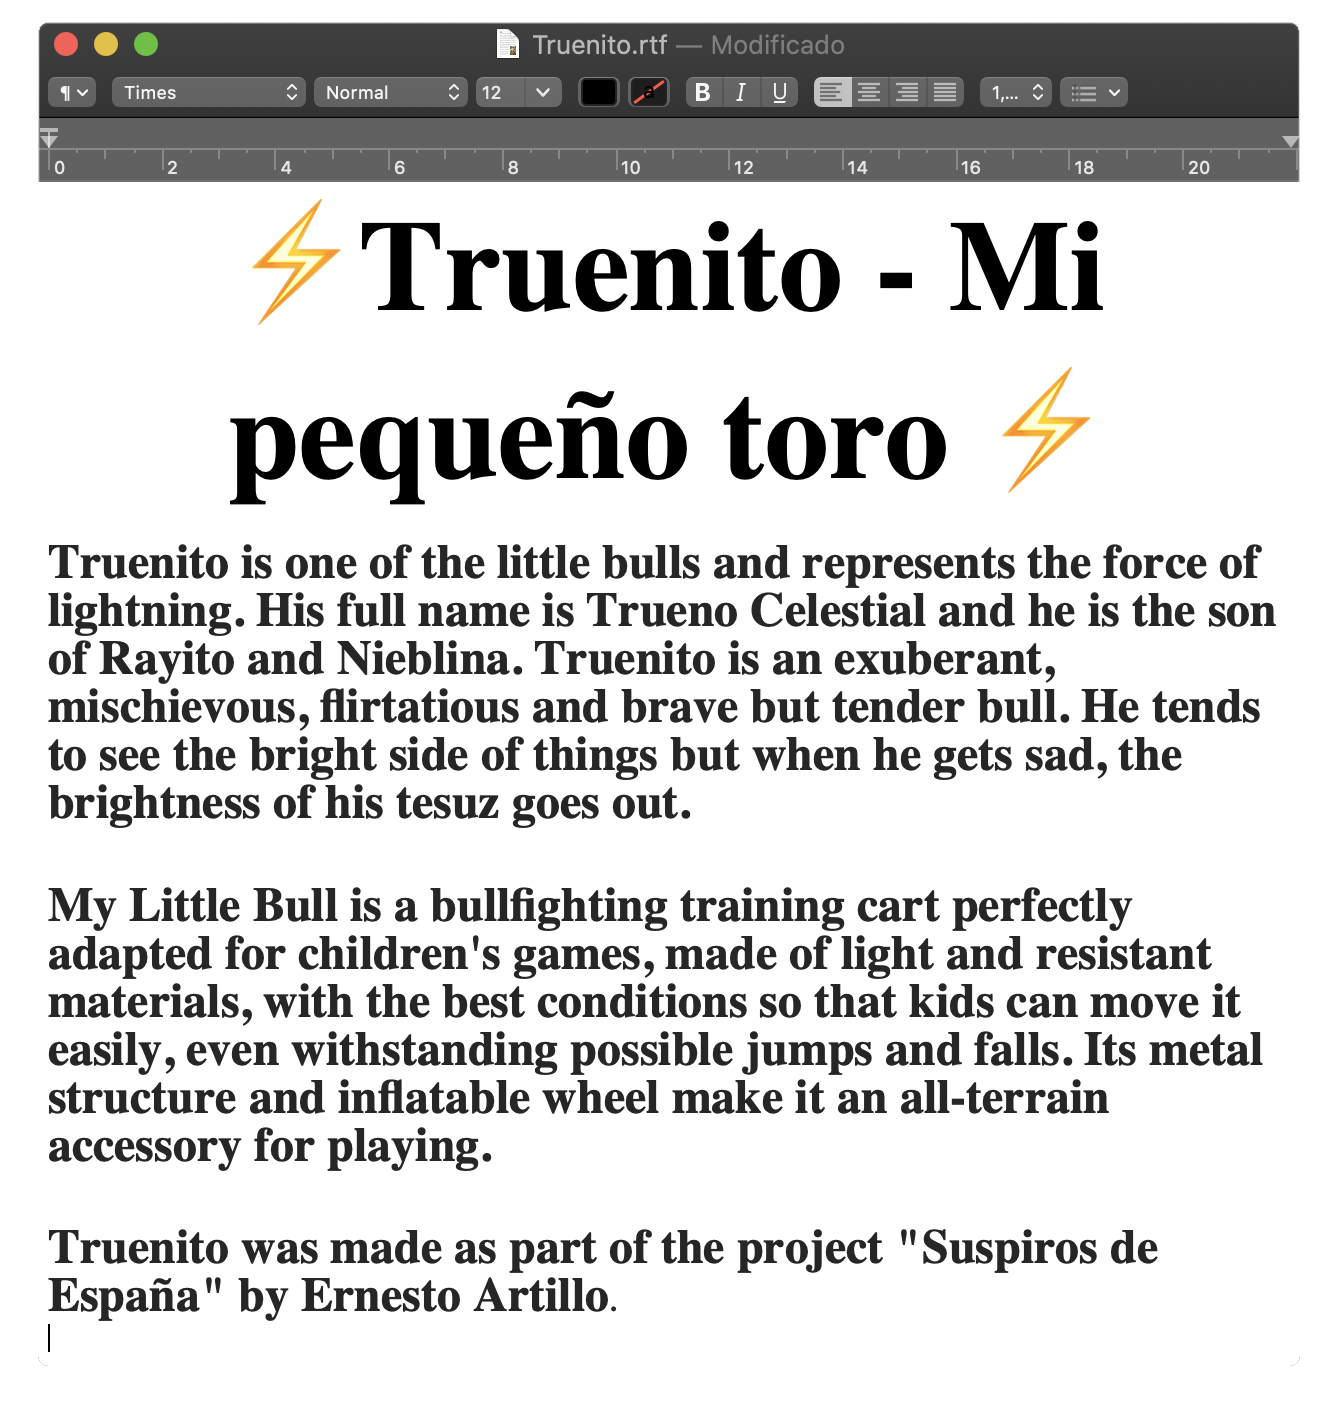 Truenito.rtf — Modificado
¶ Times Normal 12 a B I U 1,...
0 2 4 6 8 10 12 14 16 18 20
⚡Truenito - Mi
pequeño toro ⚡
Truenito is one of the little bulls and represents the force of
lightning. His full name is Trueno Celestial and he is the son
of Rayito and Nieblina. Truenito is an exuberant,
mischievous, flirtatious and brave but tender bull. He tends
to see the bright side of things but when he gets sad, the
brightness of his tesuz goes out.
My Little Bull is a bullfighting training cart perfectly
adapted for children's games, made of light and resistant
materials, with the best conditions so that kids can move it
easily, even withstanding possible jumps and falls. Its metal
structure and inflatable wheel make it an all-terrain
accessory for playing.
Truenito was made as part of the project "Suspiros de
España" by Ernesto Artillo.